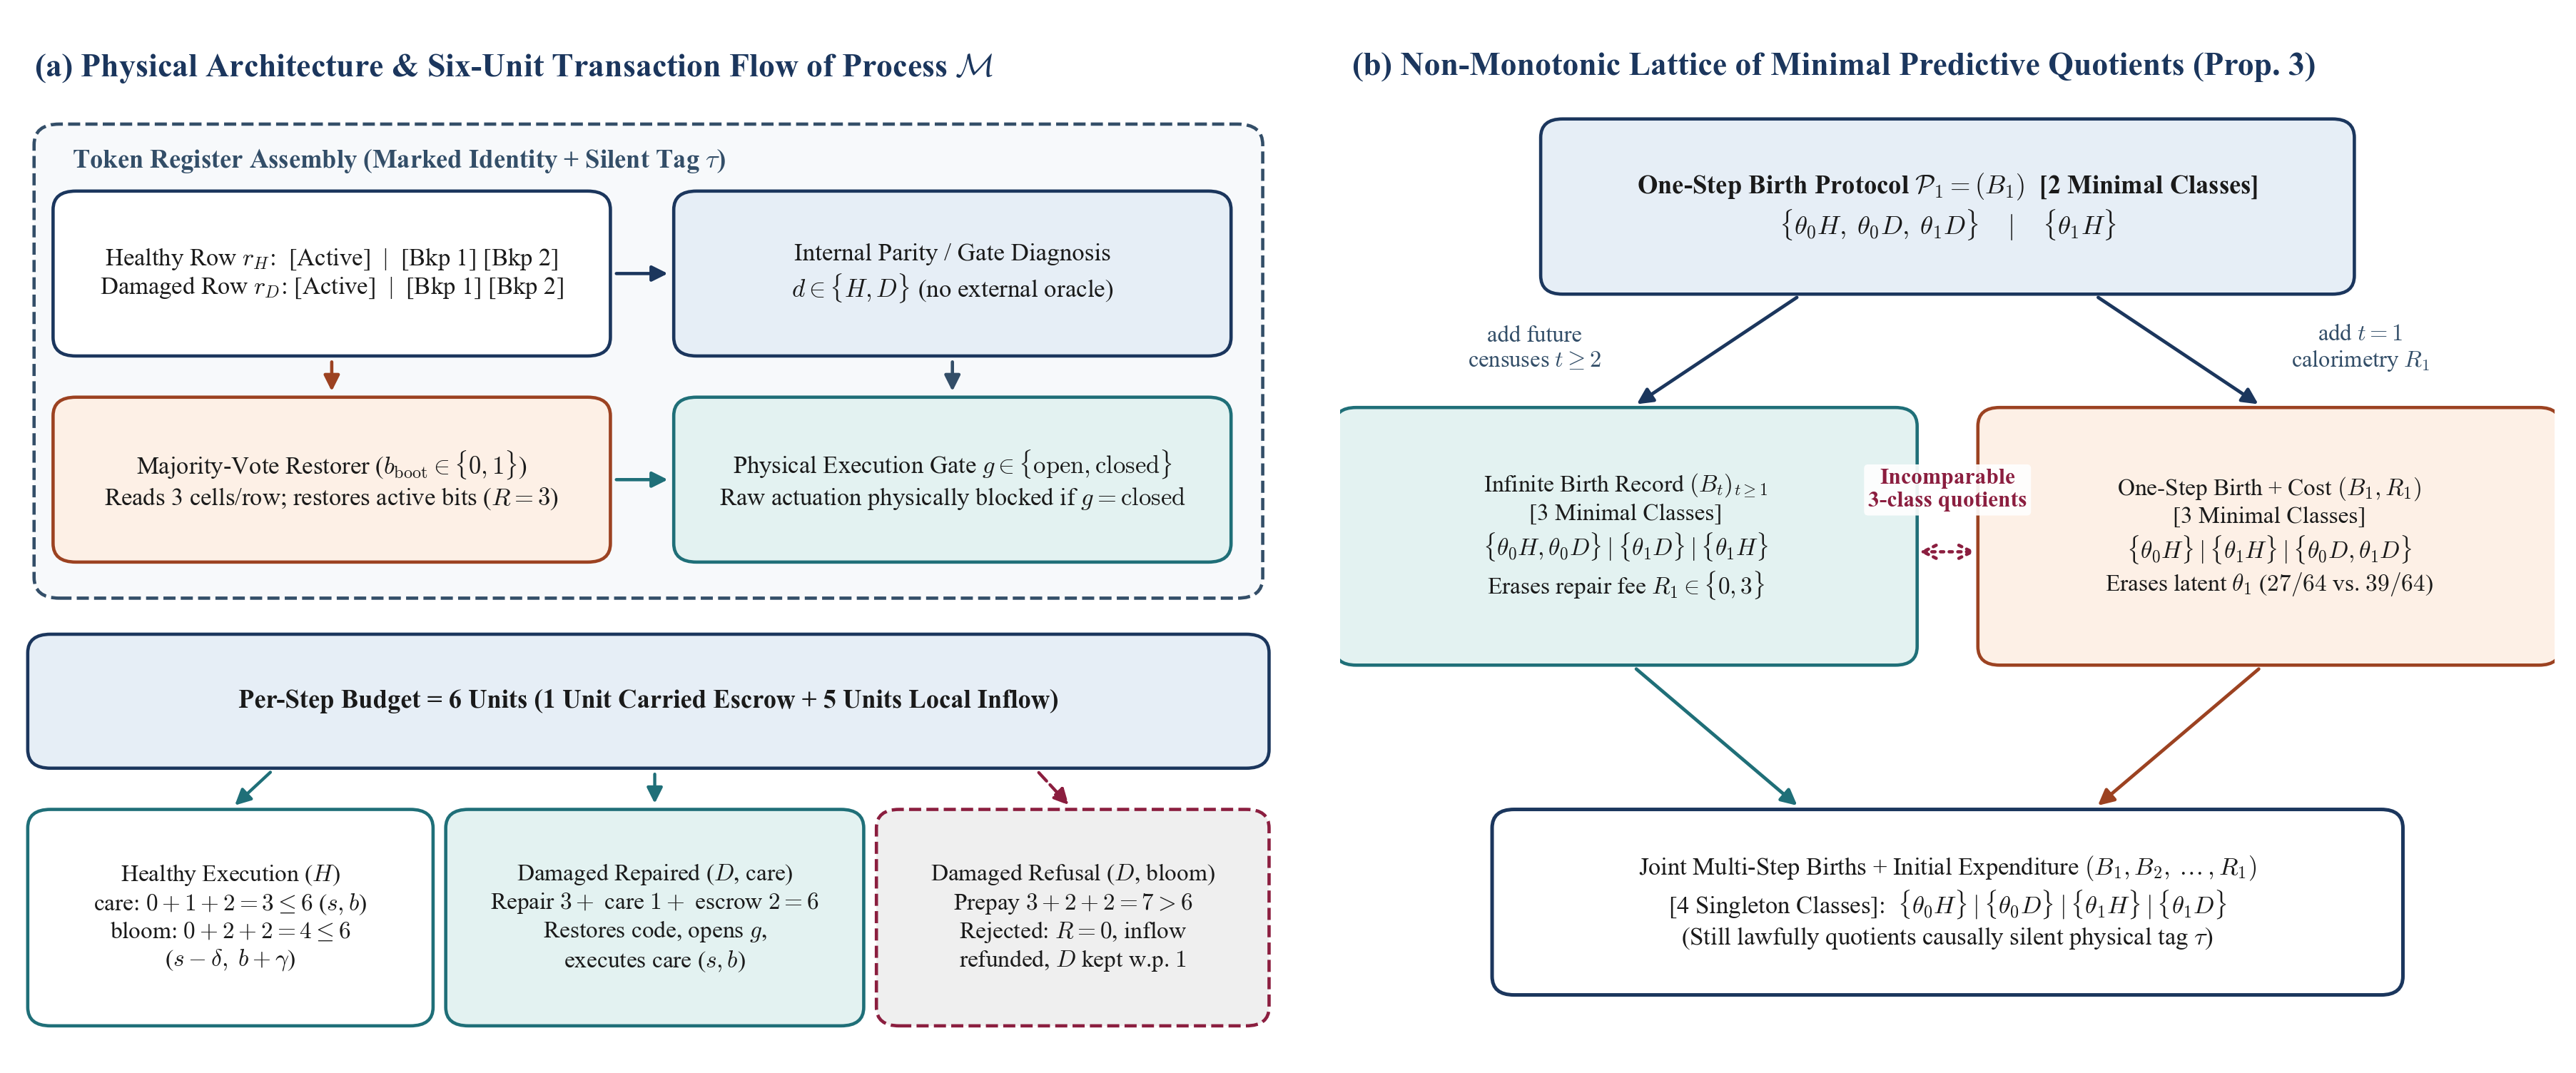 (a) Physical Architecture & Six-Unit Transaction Flow of Process ℳ
Token Register Assembly (Marked Identity + Silent Tag τ)
Healthy Row r_H: [Active] | [Bkp 1] [Bkp 2]
Damaged Row r_D: [Active] | [Bkp 1] [Bkp 2]
Internal Parity / Gate Diagnosis
d ∈ {H, D} (no external oracle)
Majority-Vote Restorer (b_boot ∈ {0, 1})
Reads 3 cells/row; restores active bits (R = 3)
Physical Execution Gate g ∈ {open, closed}
Raw actuation physically blocked if g = closed
Per-Step Budget = 6 Units (1 Unit Carried Escrow + 5 Units Local Inflow)
Healthy Execution (H)
care: 0 + 1 + 2 = 3 ≤ 6 (s, b)
bloom: 0 + 2 + 2 = 4 ≤ 6
(s − δ, b + γ)
Damaged Repaired (D, care)
Repair 3 + care 1 + escrow 2 = 6
Restores code, opens g,
executes care (s, b)
Damaged Refusal (D, bloom)
Prepay 3 + 2 + 2 = 7 > 6
Rejected: R = 0, inflow
refunded, D kept w.p. 1
(b) Non-Monotonic Lattice of Minimal Predictive Quotients (Prop. 3)
One-Step Birth Protocol 𝒫₁ = (B₁) [2 Minimal Classes]
{θ₀H, θ₀D, θ₁D} | {θ₁H}
add future
censuses t ≥ 2
add t = 1
calorimetry R₁
Infinite Birth Record (B_t)_{t≥1}
[3 Minimal Classes]
{θ₀H, θ₀D} | {θ₁D} | {θ₁H}
Erases repair fee R₁ ∈ {0, 3}
Incomparable
3-class quotients
One-Step Birth + Cost (B₁, R₁)
[3 Minimal Classes]
{θ₀H} | {θ₁H} | {θ₀D, θ₁D}
Erases latent θ₁ (27/64 vs. 39/64)
Joint Multi-Step Births + Initial Expenditure (B₁, B₂, …, R₁)
[4 Singleton Classes]: {θ₀H} | {θ₀D} | {θ₁H} | {θ₁D}
(Still lawfully quotients causally silent physical tag τ)